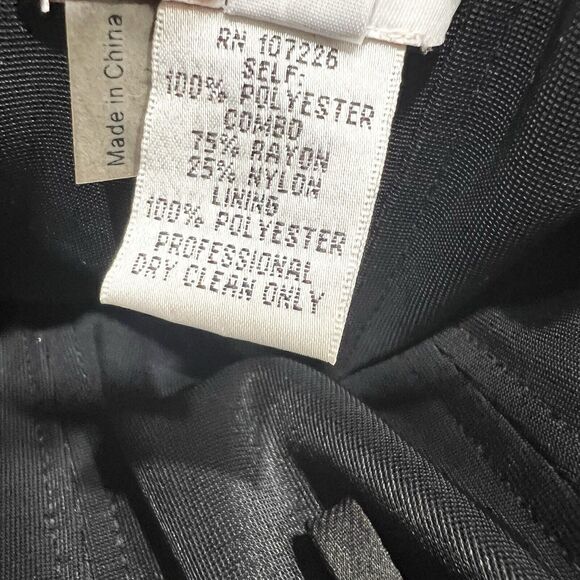 Made in China
RN 107226
SELF:
100% POLYESTER
COMBO
75% RAYON
25% NYLON
LINING
100% POLYESTER
PROFESSIONAL
DRY CLEAN ONLY